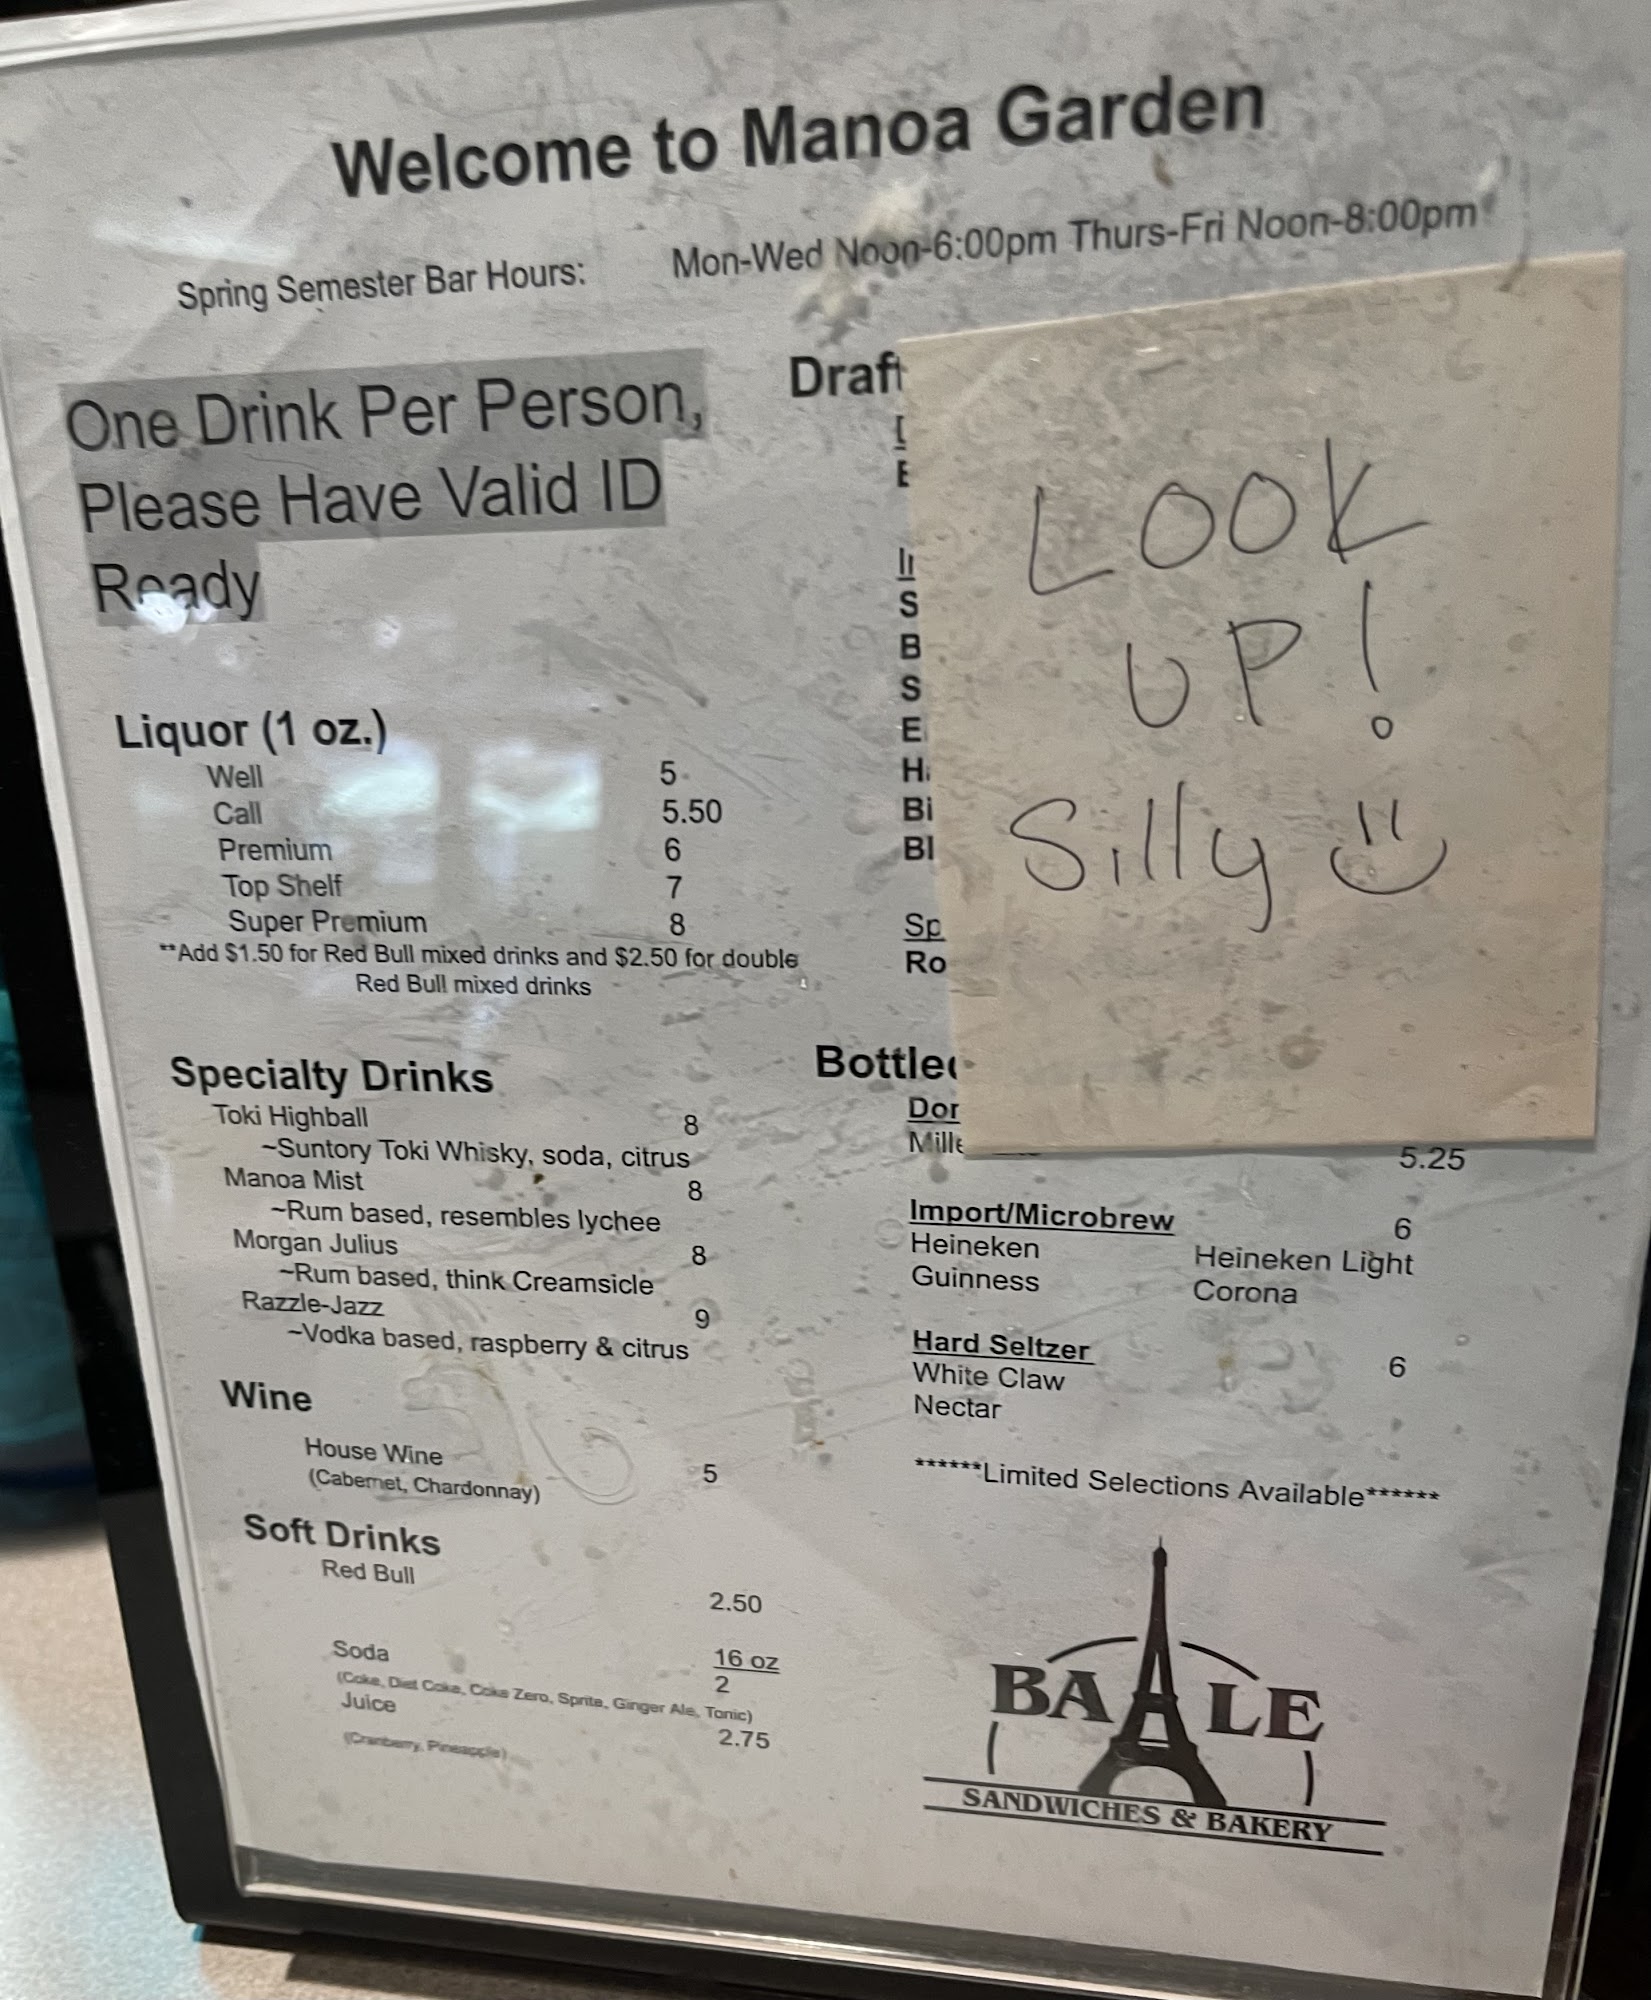 Welcome to Manoa Garden
Spring Semester Bar Hours: Mon-Wed Noon-6:00pm Thurs-Fri Noon-8:00pm
One Drink Per Person,
Please Have Valid ID
Ready
Liquor (1 oz.)
Well 5
Call 5.50
Premium 6
Top Shelf 7
Super Premium 8
**Add $1.50 for Red Bull mixed drinks and $2.50 for double
Red Bull mixed drinks
Specialty Drinks
Toki Highball 8
~Suntory Toki Whisky, soda, citrus
Manoa Mist 8
~Rum based, resembles lychee
Morgan Julius 8
~Rum based, think Creamsicle
Razzle-Jazz 9
~Vodka based, raspberry & citrus
Wine
House Wine
(Cabernet, Chardonnay) 5
Soft Drinks
Red Bull
2.50
Soda 16 oz
2
(Coke, Diet Coke, Coke Zero, Sprite, Ginger Ale, Tonic)
Juice 2.75
(Cranberry, Pineapple)
Draft
S
B
S
E
H
Bi
Bl
Sp
Ro
LOOK
UP!
Silly
Bottle
5.25
Import/Microbrew 6
Heineken Heineken Light
Guinness Corona
Hard Seltzer 6
White Claw
Nectar
******Limited Selections Available******
BA LE
SANDWICHES & BAKERY